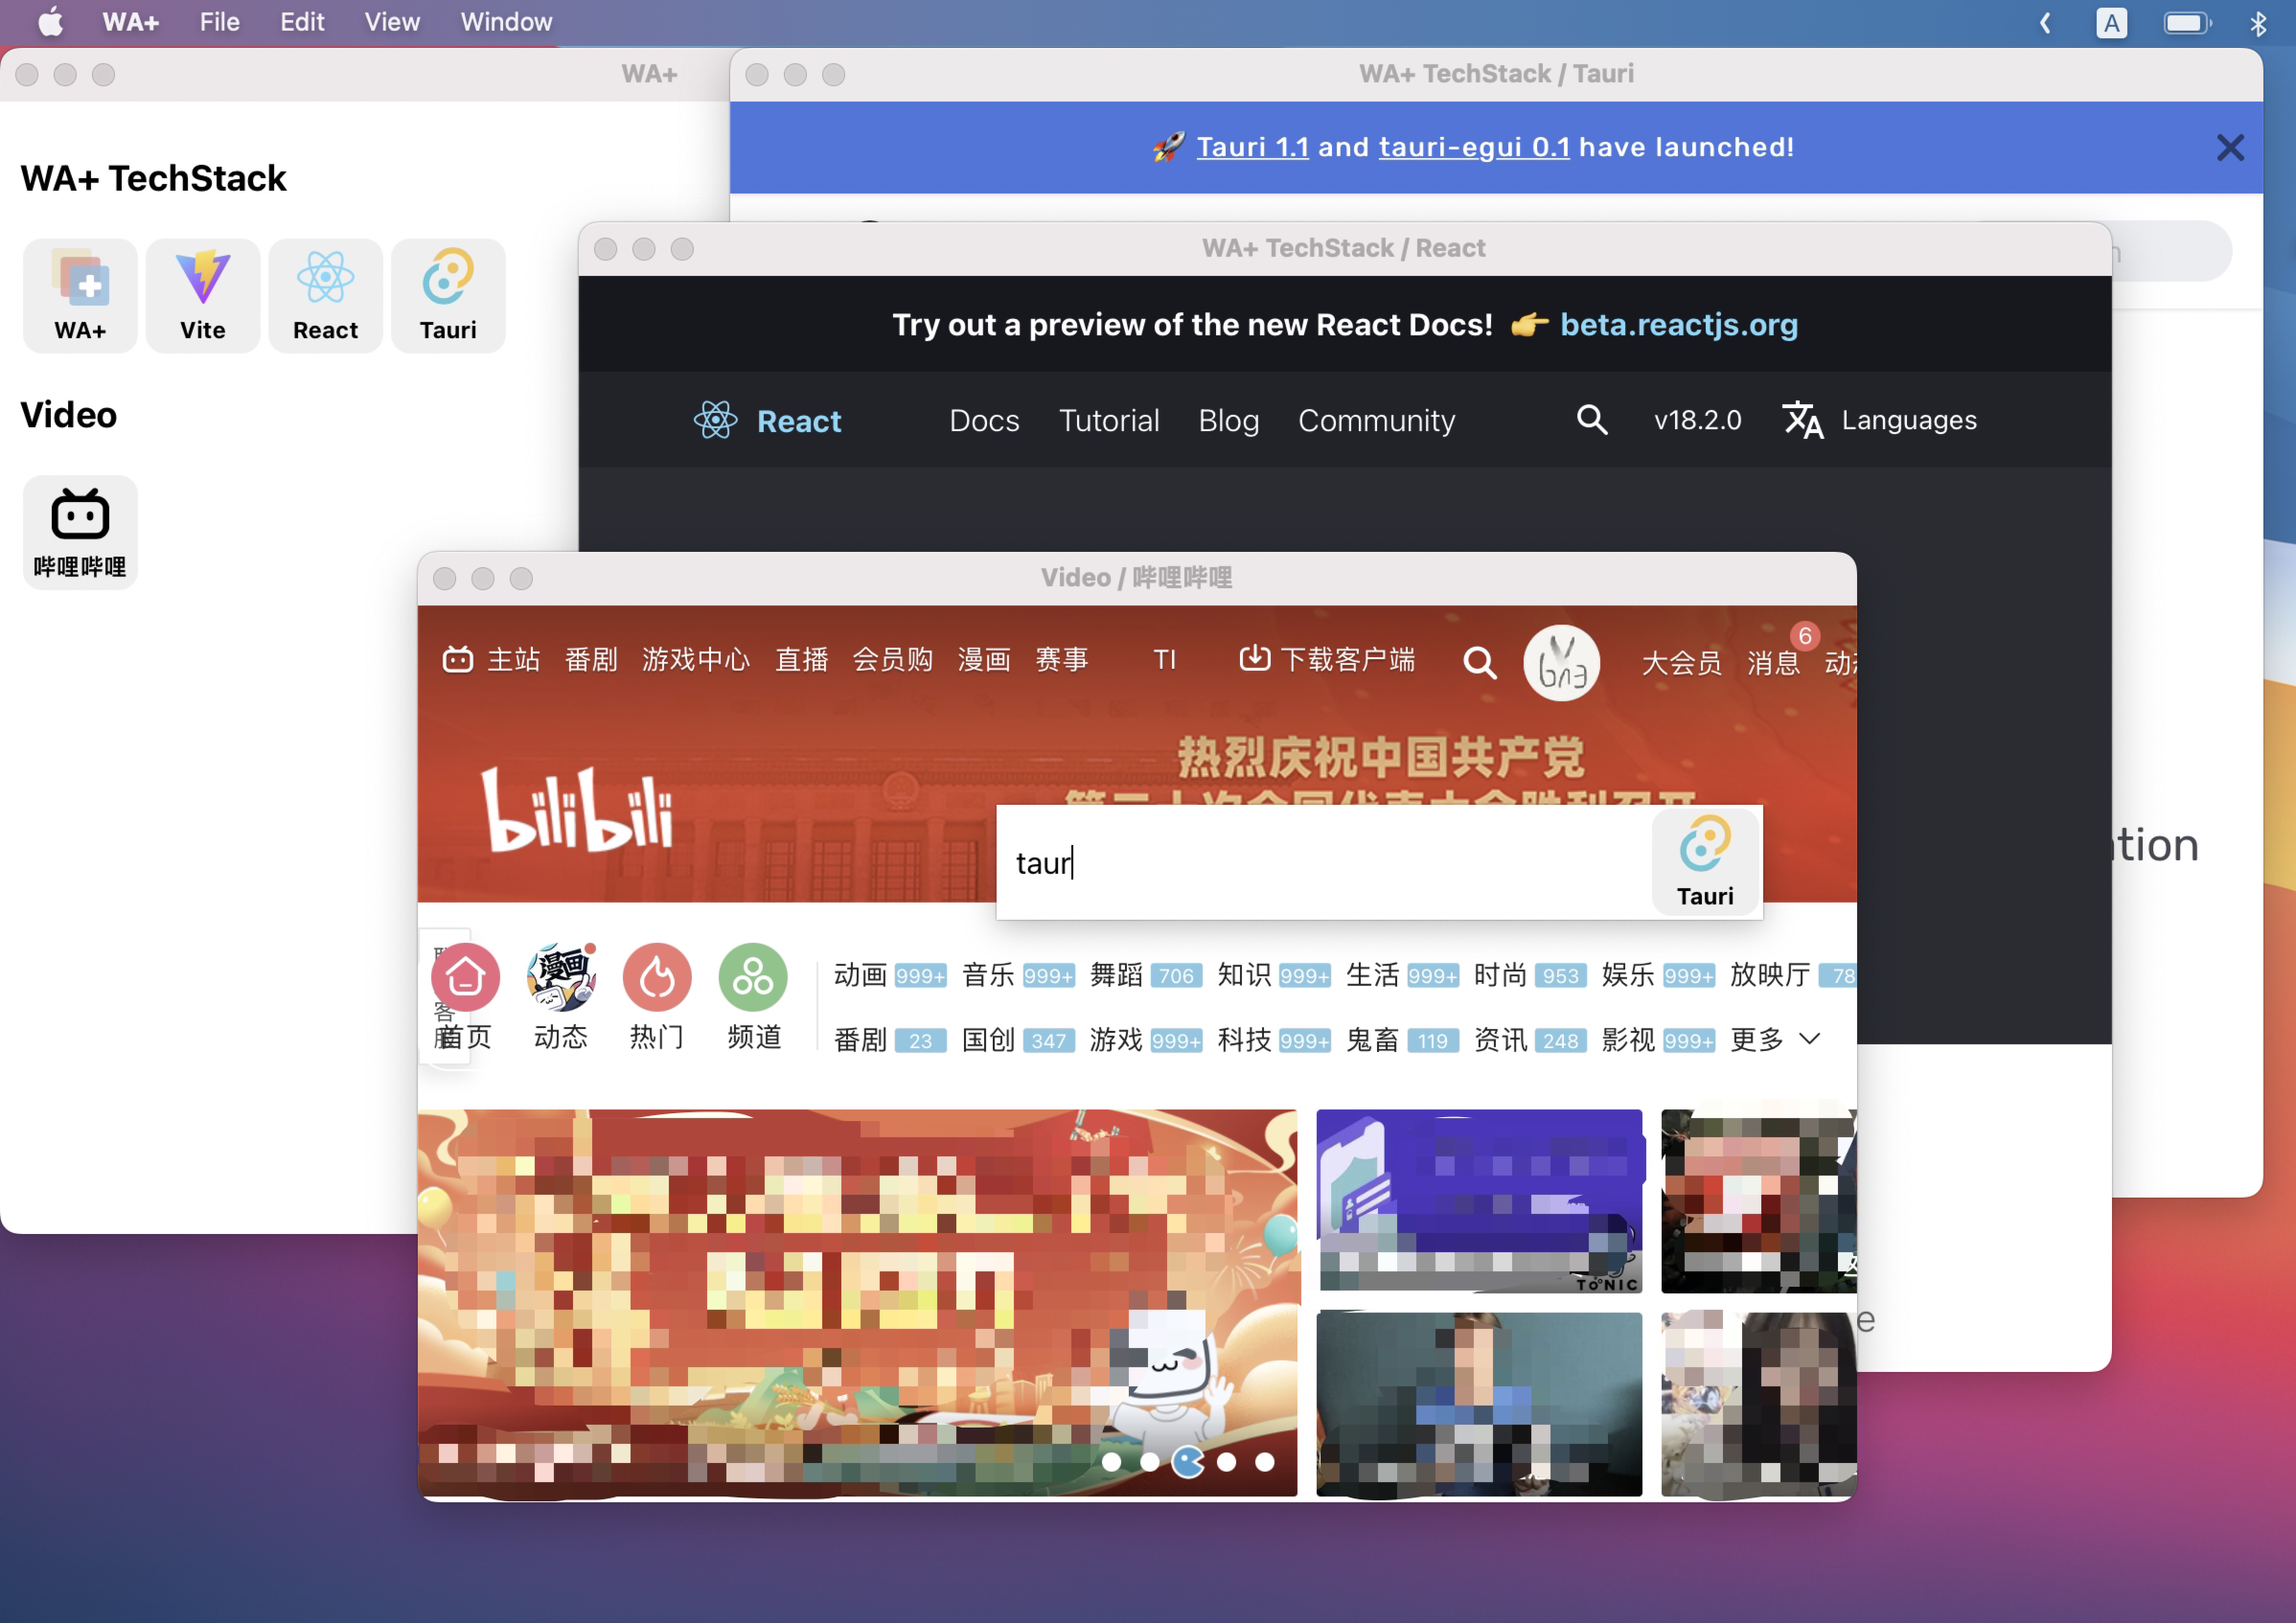 WA+ File Edit View Window
A
WA+
WA+ TechStack
WA+ Vite React Tauri
Video
哔哩哔哩
WA+ TechStack / Tauri
🚀 Tauri 1.1 and tauri-egui 0.1 have launched!
WA+ TechStack / React
Try out a preview of the new React Docs! 👉 beta.reactjs.org
React Docs Tutorial Blog Community v18.2.0 Languages
Video / 哔哩哔哩
主站 番剧 游戏中心 直播 会员购 漫画 赛事 TI 下载客户端 大会员 消息 6
热烈庆祝中国共产党
bilibili
taur
Tauri
漫画
首页 动态 热门 频道
动画 999+ 音乐 999+ 舞蹈 706 知识 999+ 生活 999+ 时尚 953 娱乐 999+ 放映厅 78
番剧 23 国创 347 游戏 999+ 科技 999+ 鬼畜 119 资讯 248 影视 999+ 更多